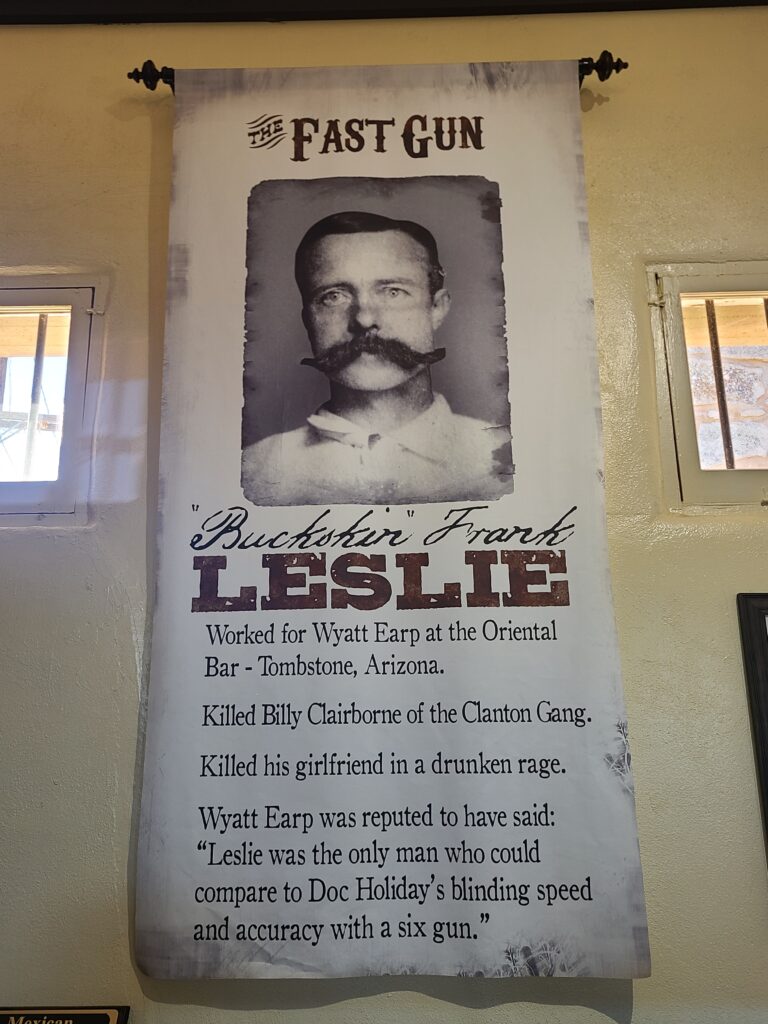 THE FAST GUN
"Buckskin" Frank
LESLIE
Worked for Wyatt Earp at the Oriental
Bar - Tombstone, Arizona.
Killed Billy Clairborne of the Clanton Gang.
Killed his girlfriend in a drunken rage.
Wyatt Earp was reputed to have said:
“Leslie was the only man who could
compare to Doc Holiday’s blinding speed
and accuracy with a six gun.”
Mexican